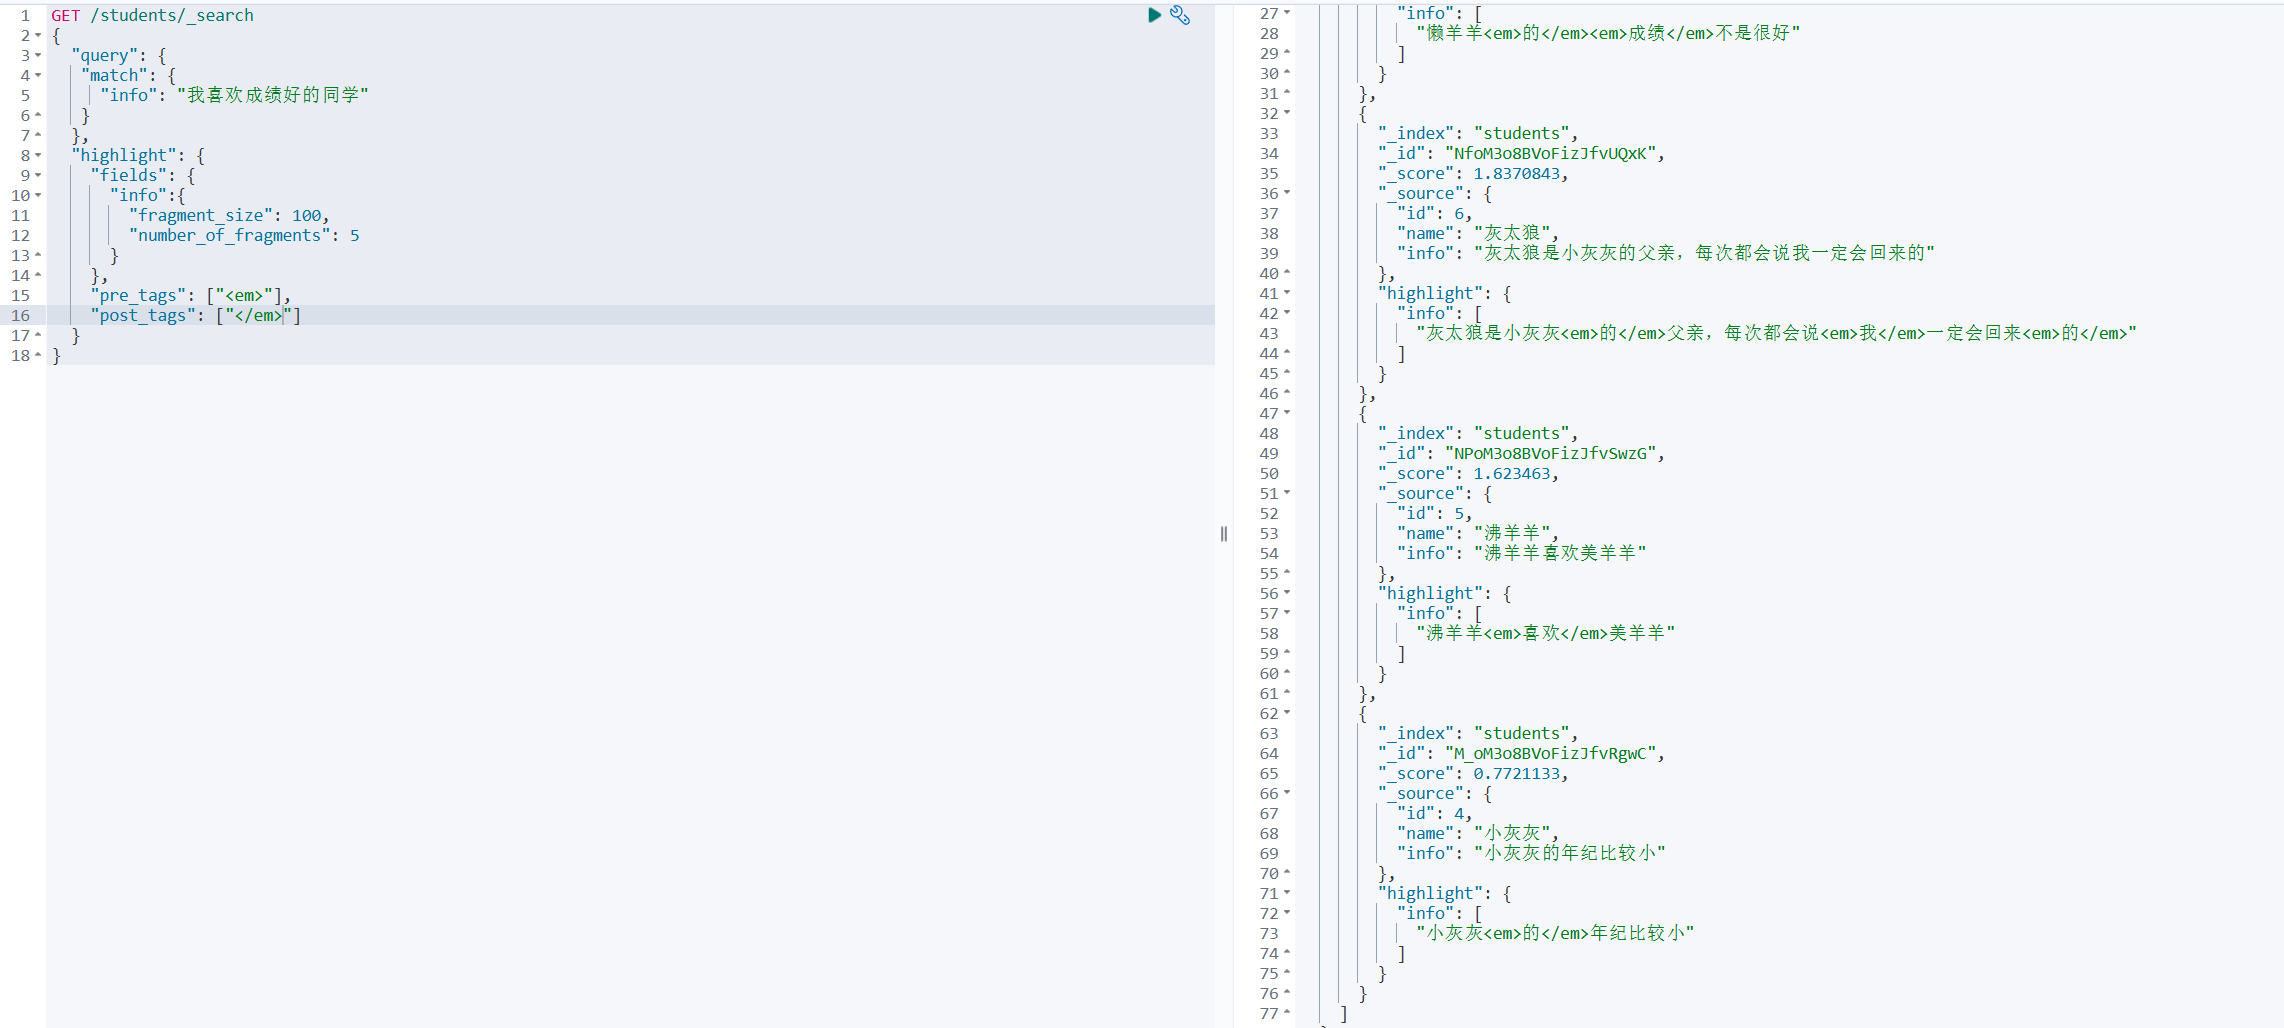 1 GET /students/_search
2 {
3 "query": {
4 "match": {
5 "info": "我喜欢成绩好的同学"
6 }
7 },
8 "highlight": {
9 "fields": {
10 "info":{
11 "fragment_size": 100,
12 "number_of_fragments": 5
13 }
14 },
15 "pre_tags": ["<em>"],
16 "post_tags": ["</em>"]
17 }
18 }
27 "info": [
28 "懒羊羊<em>的</em><em>成绩</em>不是很好"
29 ]
30 }
31 },
32 {
33 "_index": "students",
34 "_id": "NfoM3o8BVoFizJfvUQxK",
35 "_score": 1.8370843,
36 "_source": {
37 "id": 6,
38 "name": "灰太狼",
39 "info": "灰太狼是小灰灰的父亲，每次都会说我一定会回来的"
40 },
41 "highlight": {
42 "info": [
43 "灰太狼是小灰灰<em>的</em>父亲，每次都会说<em>我</em>一定会回来<em>的</em>"
44 ]
45 }
46 },
47 {
48 "_index": "students",
49 "_id": "NPoM3o8BVoFizJfvSwzG",
50 "_score": 1.623463,
51 "_source": {
52 "id": 5,
53 "name": "沸羊羊",
54 "info": "沸羊羊喜欢美羊羊"
55 },
56 "highlight": {
57 "info": [
58 "沸羊羊<em>喜欢</em>美羊羊"
59 ]
60 }
61 },
62 {
63 "_index": "students",
64 "_id": "M_oM3o8BVoFizJfvRgwC",
65 "_score": 0.7721133,
66 "_source": {
67 "id": 4,
68 "name": "小灰灰",
69 "info": "小灰灰的年纪比较小"
70 },
71 "highlight": {
72 "info": [
73 "小灰灰<em>的</em>年纪比较小"
74 ]
75 }
76 }
77 ]